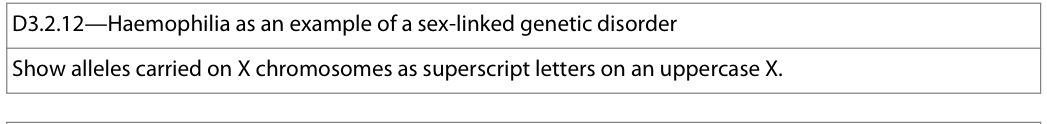 D3.2.12—Haemophilia as an example of a sex-linked genetic disorder
Show alleles carried on X chromosomes as superscript letters on an uppercase X.